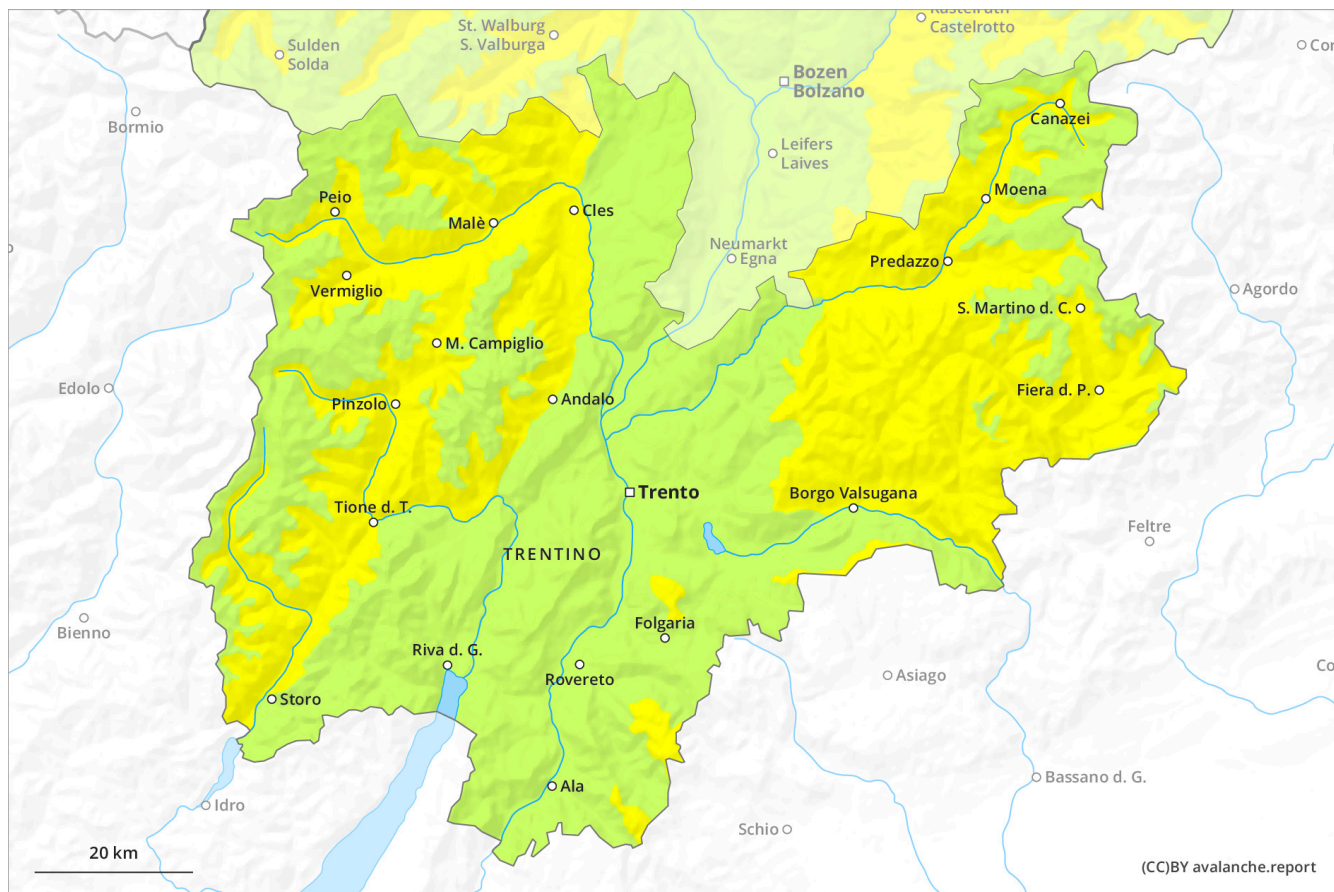 Kastelruth
Castelrotto
St. Walburg
S. Valburga
Sulden
Solda
Bozen
Bolzano
Bormio
Canazei
Leifers
Laives
Moena
Peio
Malè
Cles
Neumarkt
Egna
Predazzo
Vermiglio
Agordo
S. Martino d. C.
M. Campiglio
Edolo
Fiera d. P.
Pinzolo
Andalo
Trento
Borgo Valsugana
Tione d. T.
Feltre
TRENTINO
Bienno
Folgaria
Riva d. G.
Rovereto
Asiago
Storo
Bassano d. G.
Ala
Idro
Schio
20 km
(CC)BY avalanche.report